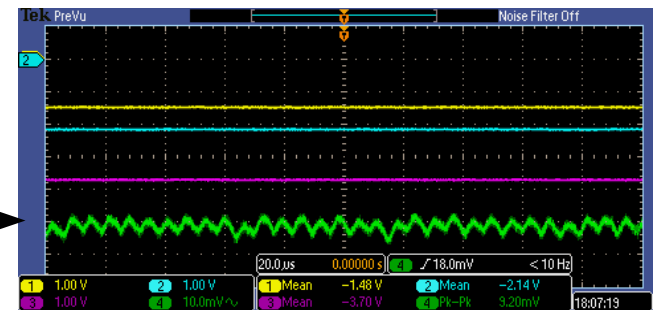 Tek PreVu Noise Filter Off
T
T
2
20.0µs 0.00000 s 4 18.0mV < 10 Hz
1 1.00 V 2 1.00 V 1 Mean −1.48 V 2 Mean −2.14 V
3 1.00 V 4 10.0mV 3 Mean −3.70 V 4 Pk−Pk 9.20mV 18:07:19